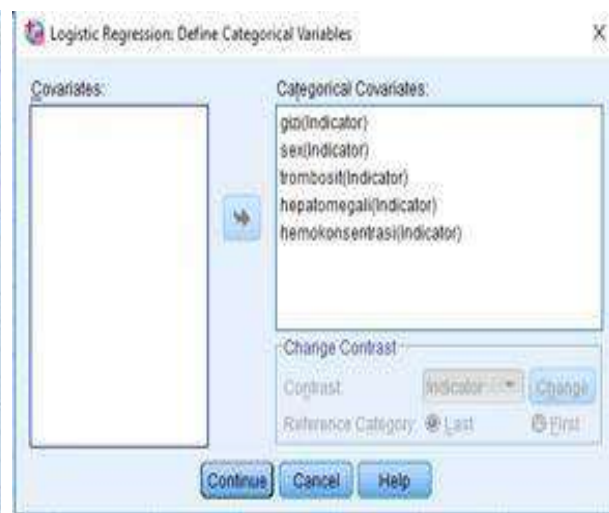 Logistic Regression: Define Categorical Variables
Covariates:
Categorical Covariates:
gizi(Indicator)
sex(Indicator)
trombosit(Indicator)
hepatomegali(Indicator)
hemokonsentrasi(Indicator)
Change Contrast
Contrast: Indicator Change
Reference Category: Last First
Continue Cancel Help